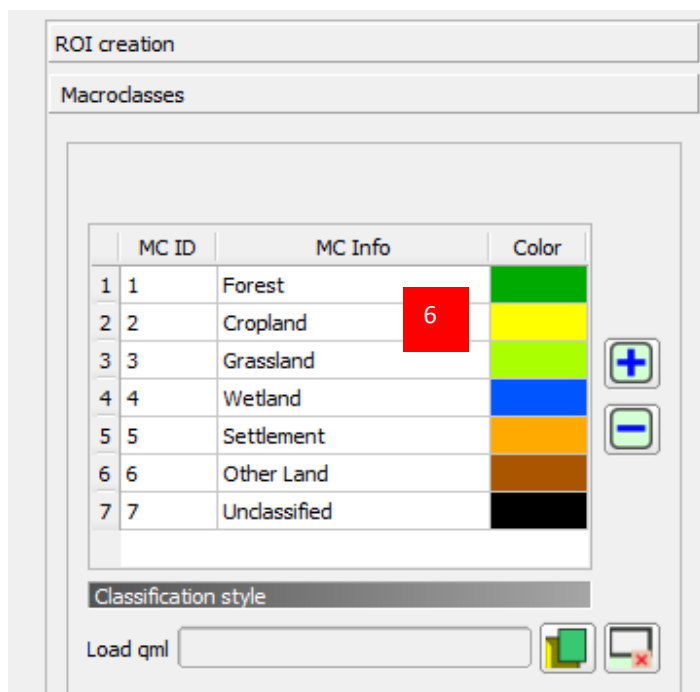 ROI creation
Macroclasses
MC ID MC Info Color
1 1 Forest
6
2 2 Cropland
3 3 Grassland
4 4 Wetland
5 5 Settlement
6 6 Other Land
7 7 Unclassified
Classification style
Load qml